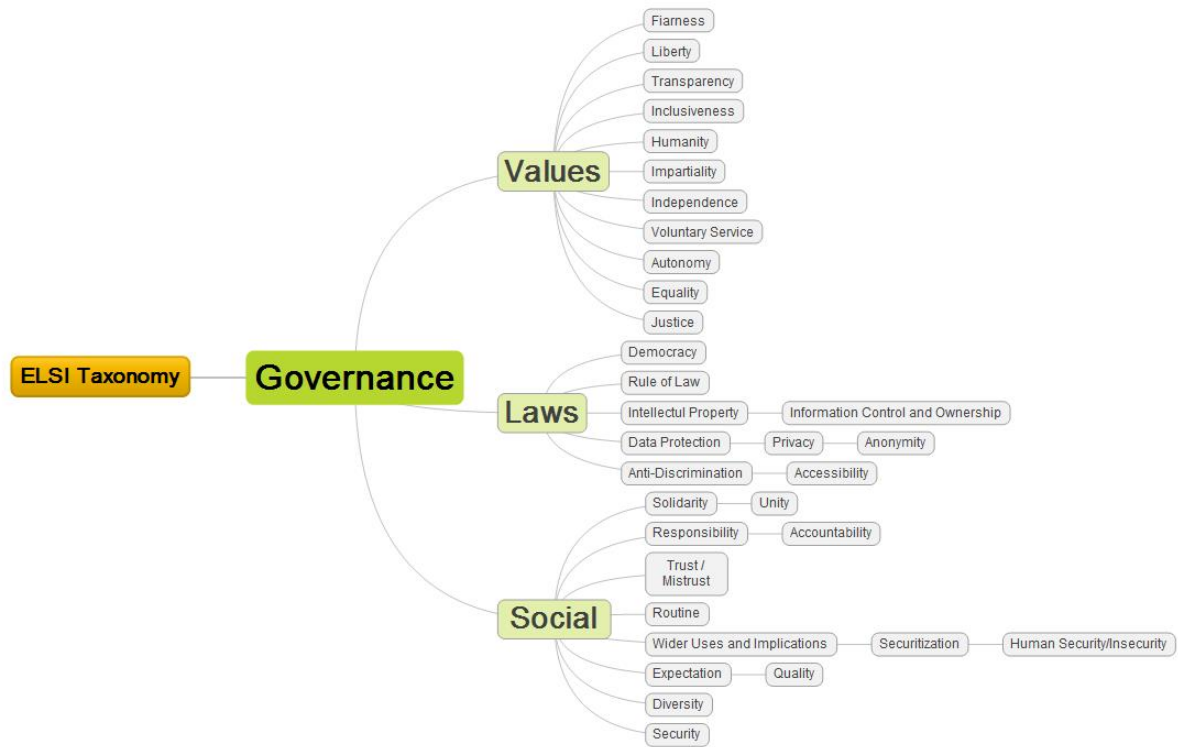 ELSI Taxonomy
Governance
Values
Fiarness
Liberty
Transparency
Inclusiveness
Humanity
Impartiality
Independence
Voluntary Service
Autonomy
Equality
Justice
Laws
Democracy
Rule of Law
Intellectul Property
Information Control and Ownership
Data Protection
Privacy
Anonymity
Anti-Discrimination
Accessibility
Social
Solidarity
Unity
Responsibility
Accountability
Trust /
Mistrust
Routine
Wider Uses and Implications
Securitization
Human Security/Insecurity
Expectation
Quality
Diversity
Security